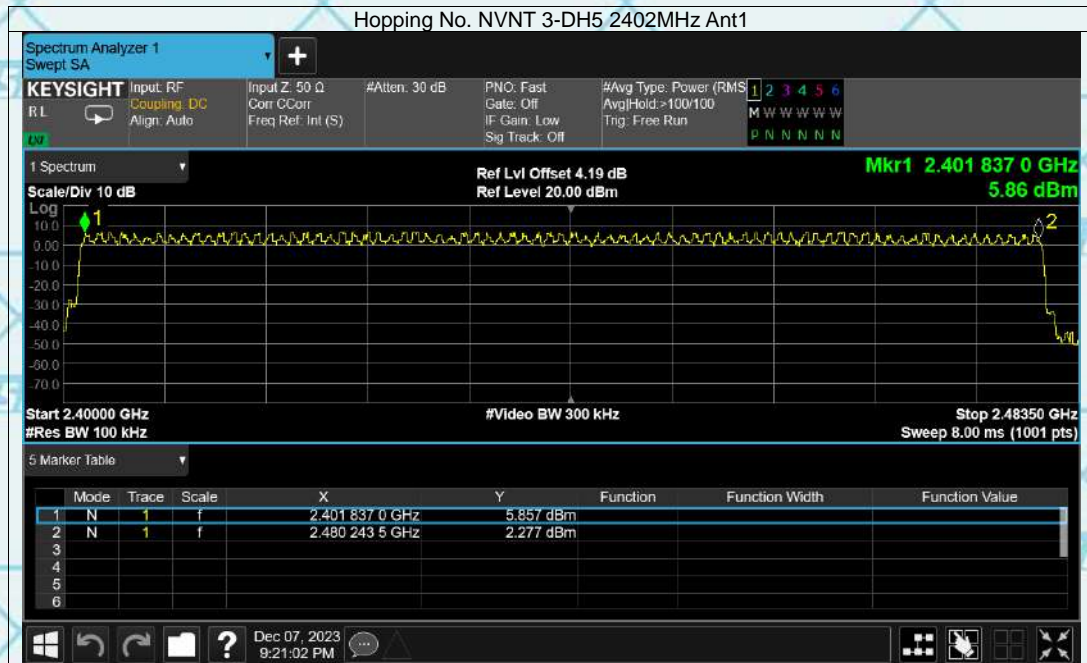 Hopping No. NVNT 3-DH5 2402MHz Ant1
Spectrum Analyzer 1
Swept SA
+
KEYSIGHT
R L
LXI
Input: RF
Coupling: DC
Align: Auto
Input Z: 50 Ω
Corr CCorr
Freq Ref: Int (S)
#Atten: 30 dB
PNO: Fast
Gate: Off
IF Gain: Low
Sig Track: Off
#Avg Type: Power (RMS
Avg|Hold:>100/100
Trig: Free Run
1 2 3 4 5 6
M W W W W W
P N N N N N
1 Spectrum
Scale/Div 10 dB
Ref Lvl Offset 4.19 dB
Ref Level 20.00 dBm
Mkr1 2.401 837 0 GHz
5.86 dBm
Log
10.0
0.00
-10.0
-20.0
-30.0
-40.0
-50.0
-60.0
-70.0
1
2
Start 2.40000 GHz
#Res BW 100 kHz
#Video BW 300 kHz
Stop 2.48350 GHz
Sweep 8.00 ms (1001 pts)
5 Marker Table
Mode Trace Scale X Y Function Function Width Function Value
1 N 1 f 2.401 837 0 GHz 5.857 dBm
2 N 1 f 2.480 243 5 GHz 2.277 dBm
3
4
5
6
?
Dec 07, 2023
9:21:02 PM